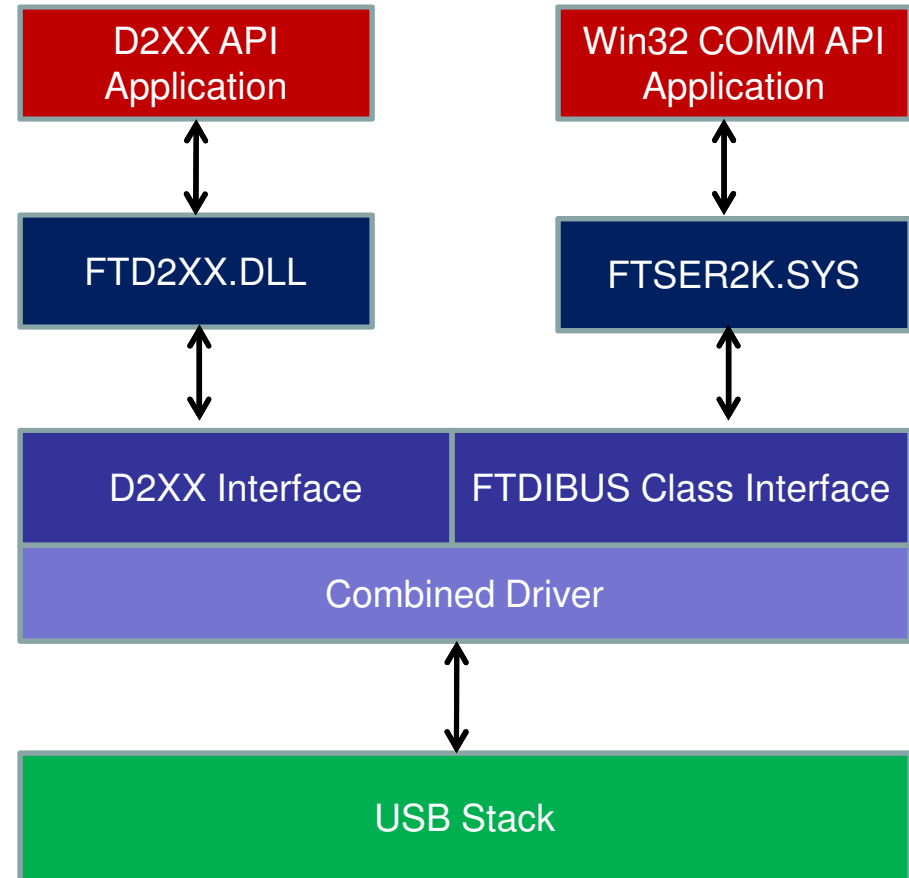 D2XX API
Application
Win32 COMM API
Application
FTD2XX.DLL
FTSER2K.SYS
D2XX Interface
FTDIBUS Class Interface
Combined Driver
USB Stack